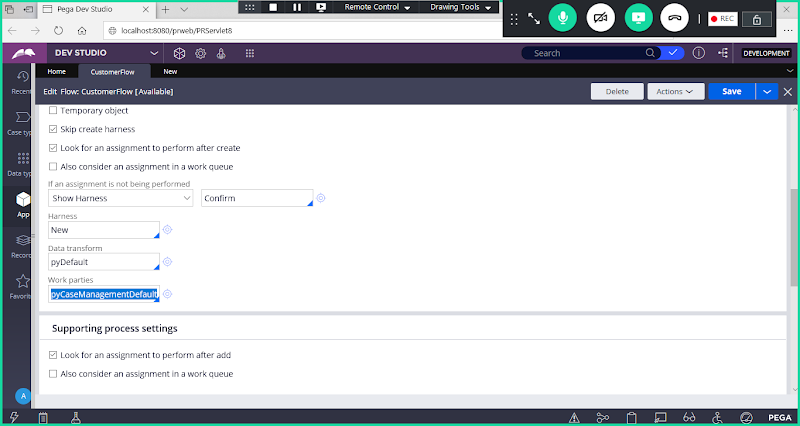 Pega Dev Studio
Remote Control
Drawing Tools
REC
localhost:8080/prweb/PRServlet8
DEV STUDIO
Search
DEVELOPMENT
Home
CustomerFlow
New
Recent
Edit Flow: CustomerFlow [Available]
Delete
Actions
Save
Temporary object
Skip create harness
Case typ
Look for an assignment to perform after create
Also consider an assignment in a work queue
Data typ
If an assignment is not being performed
Show Harness
Confirm
App
Harness
New
Record
Data transform
pyDefault
Work parties
Favorit
pyCaseManagementDefault
Supporting process settings
Look for an assignment to perform after add
Also consider an assignment in a work queue
A
PEGA